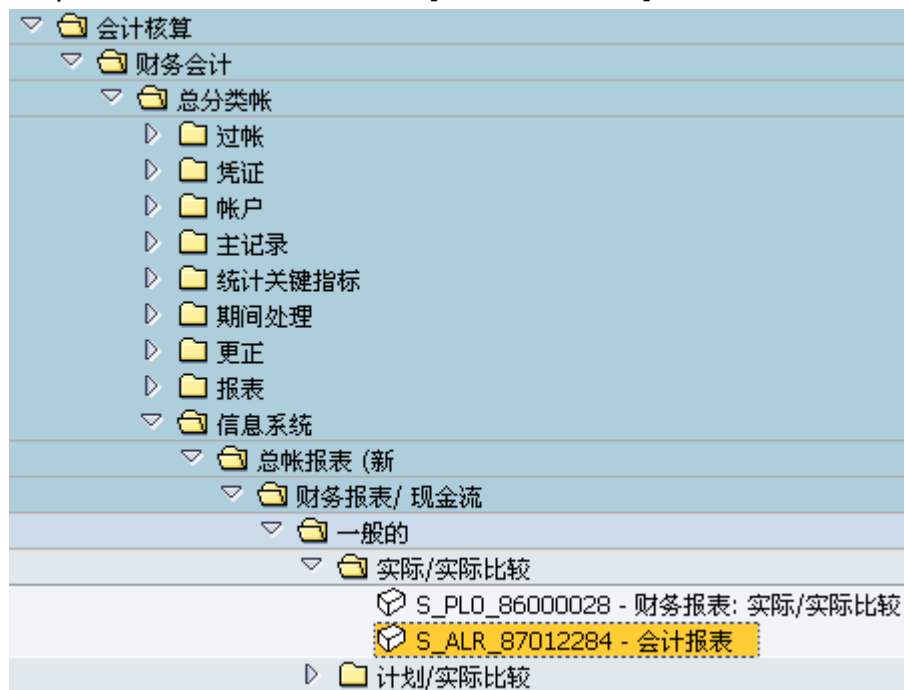 会计核算
财务会计
总分类帐
过帐
凭证
帐户
主记录
统计关键指标
期间处理
更正
报表
信息系统
总帐报表 (新
财务报表/ 现金流
一般的
实际/实际比较
S_PL0_86000028 - 财务报表: 实际/实际比较
S_ALR_87012284 - 会计报表
计划/实际比较